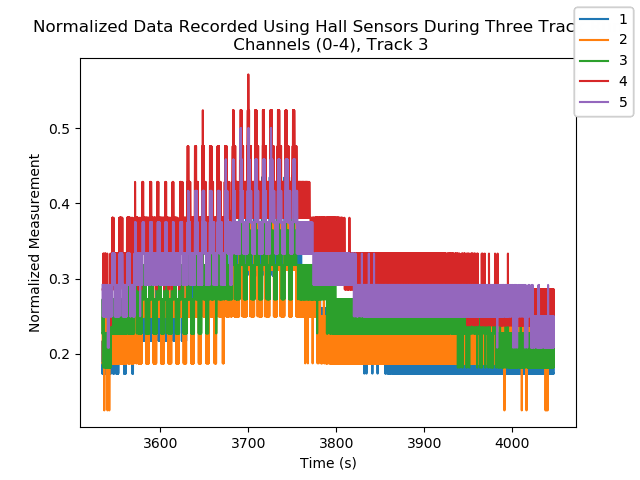 Normalized Data Recorded Using Hall Sensors During Three
Channels (0-4), Track 3
1
2
3
4
5
0.5
0.4
0.3
0.2
Normalized Measurement
3600 3700 3800 3900 4000
Time (s)